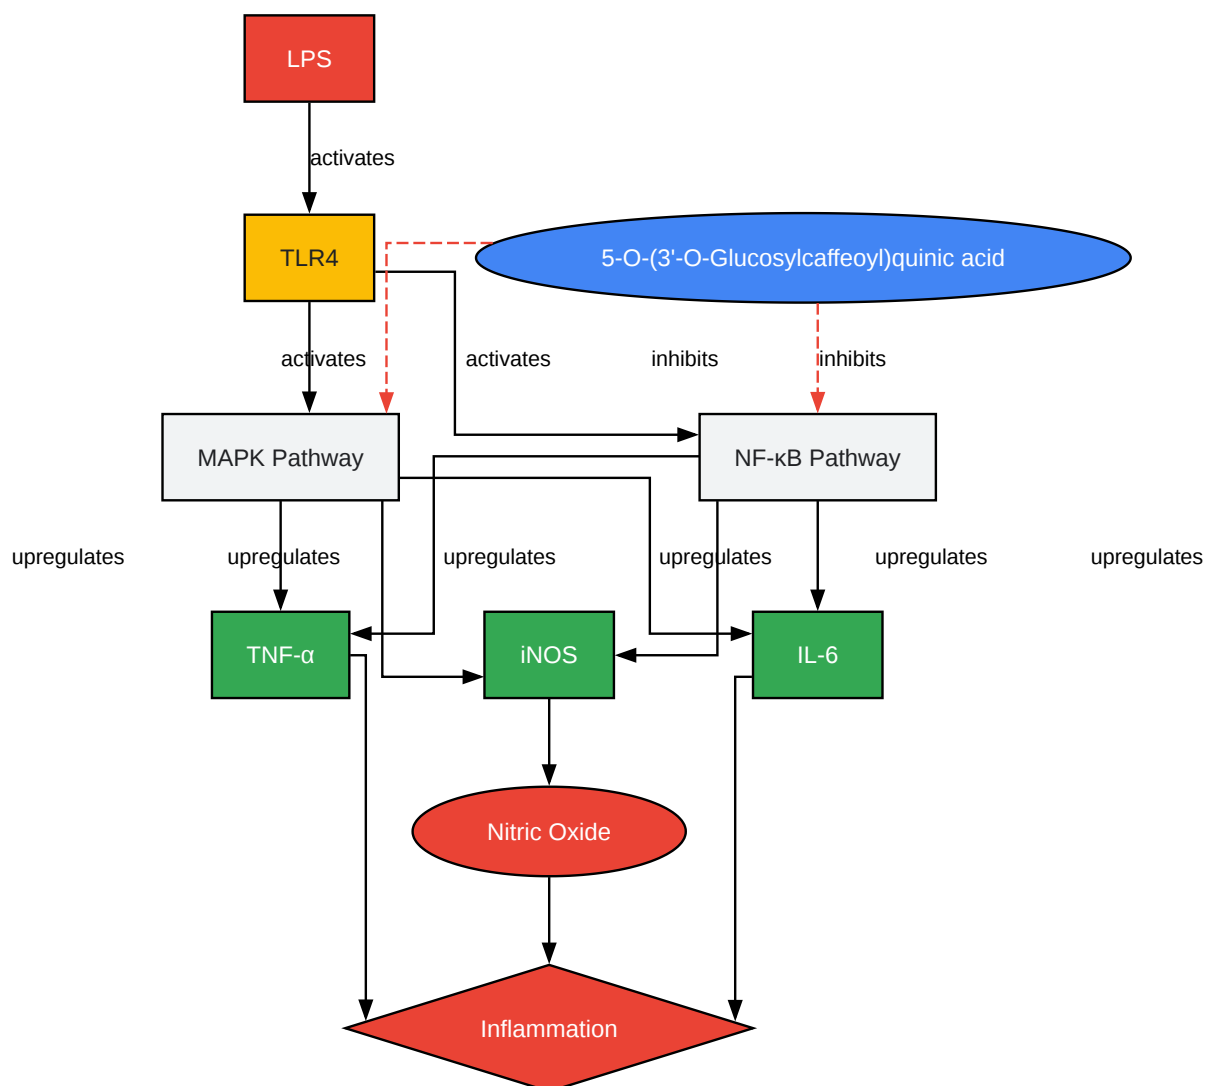 LPS
activates
TLR4
5-O-(3'-O-Glucosylcaffeoyl)quinic acid
activates
activates
inhibits
inhibits
MAPK Pathway
NF-κB Pathway
upregulates
upregulates
upregulates
upregulates
upregulates
upregulates
TNF-α
iNOS
IL-6
Nitric Oxide
Inflammation